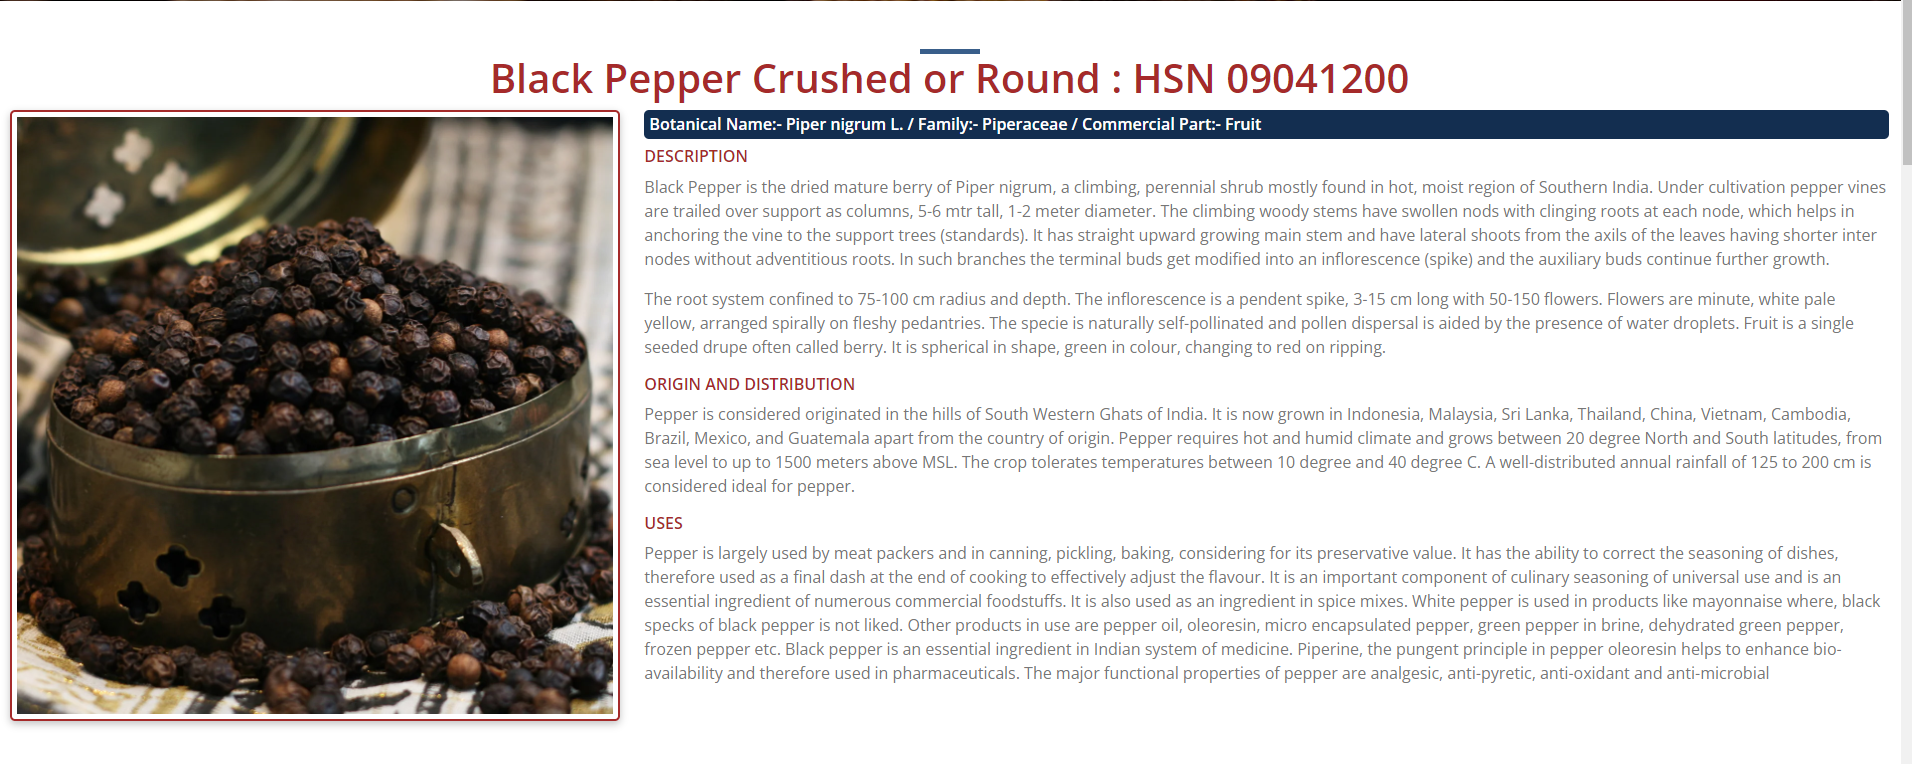 Black Pepper Crushed or Round : HSN 09041200
Botanical Name:- Piper nigrum L. / Family:- Piperaceae / Commercial Part:- Fruit
DESCRIPTION
Black Pepper is the dried mature berry of Piper nigrum, a climbing, perennial shrub mostly found in hot, moist region of Southern India. Under cultivation pepper vines
are trailed over support as columns, 5-6 mtr tall, 1-2 meter diameter. The climbing woody stems have swollen nods with clinging roots at each node, which helps in
anchoring the vine to the support trees (standards). It has straight upward growing main stem and have lateral shoots from the axils of the leaves having shorter inter
nodes without adventitious roots. In such branches the terminal buds get modified into an inflorescence (spike) and the auxiliary buds continue further growth.
The root system confined to 75-100 cm radius and depth. The inflorescence is a pendent spike, 3-15 cm long with 50-150 flowers. Flowers are minute, white pale
yellow, arranged spirally on fleshy pedantries. The specie is naturally self-pollinated and pollen dispersal is aided by the presence of water droplets. Fruit is a single
seeded drupe often called berry. It is spherical in shape, green in colour, changing to red on ripping.
ORIGIN AND DISTRIBUTION
Pepper is considered originated in the hills of South Western Ghats of India. It is now grown in Indonesia, Malaysia, Sri Lanka, Thailand, China, Vietnam, Cambodia,
Brazil, Mexico, and Guatemala apart from the country of origin. Pepper requires hot and humid climate and grows between 20 degree North and South latitudes, from
sea level to up to 1500 meters above MSL. The crop tolerates temperatures between 10 degree and 40 degree C. A well-distributed annual rainfall of 125 to 200 cm is
considered ideal for pepper.
USES
Pepper is largely used by meat packers and in canning, pickling, baking, considering for its preservative value. It has the ability to correct the seasoning of dishes,
therefore used as a final dash at the end of cooking to effectively adjust the flavour. It is an important component of culinary seasoning of universal use and is an
essential ingredient of numerous commercial foodstuffs. It is also used as an ingredient in spice mixes. White pepper is used in products like mayonnaise where, black
specks of black pepper is not liked. Other products in use are pepper oil, oleoresin, micro encapsulated pepper, green pepper in brine, dehydrated green pepper,
frozen pepper etc. Black pepper is an essential ingredient in Indian system of medicine. Piperine, the pungent principle in pepper oleoresin helps to enhance bio-
availability and therefore used in pharmaceuticals. The major functional properties of pepper are analgesic, anti-pyretic, anti-oxidant and anti-microbial